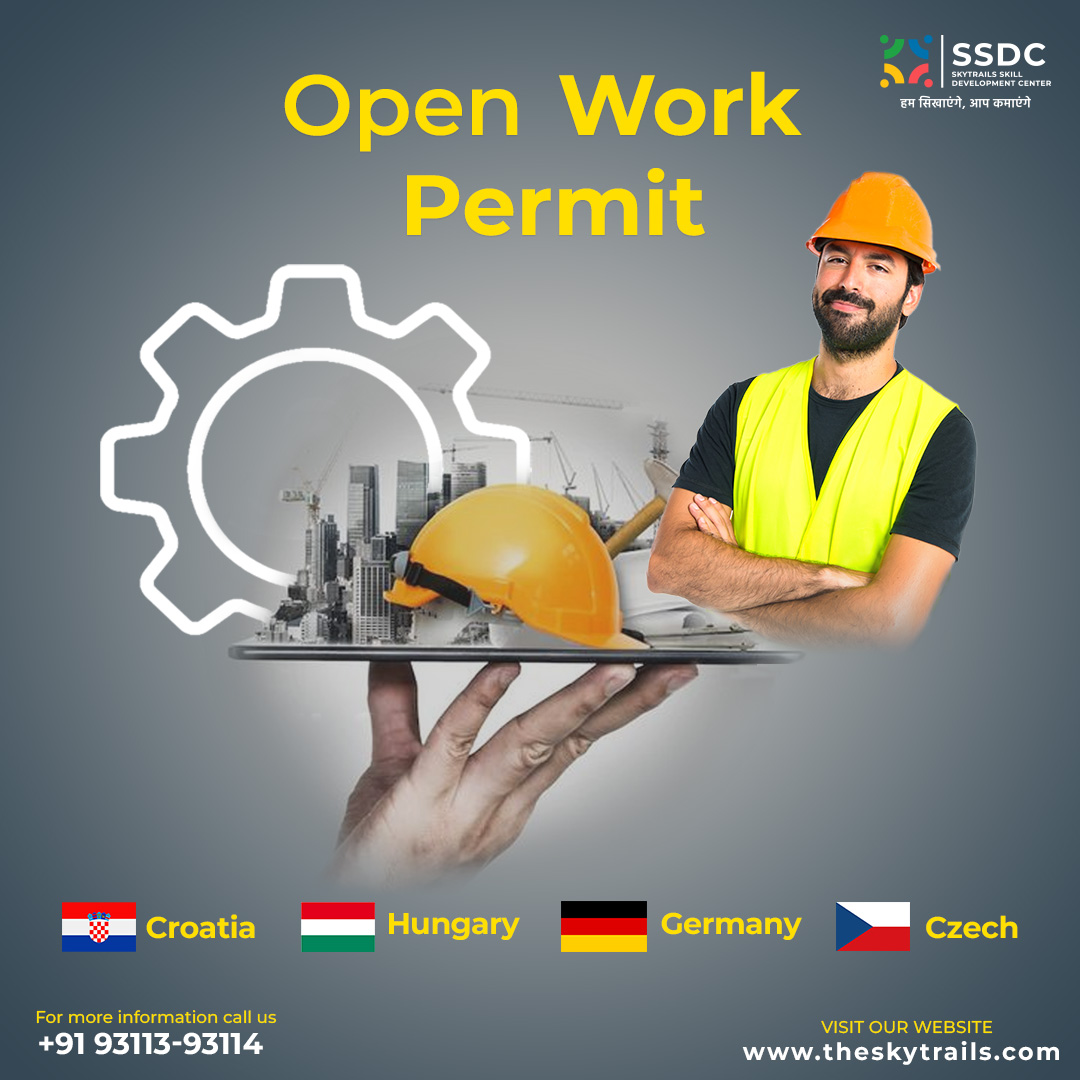 SSDC
SKYTRAILS SKILL
DEVELOPMENT CENTER
हम सिखाएंगे, आप कमाएंगे
Open Work
Permit
Croatia
Hungary
Germany
Czech
For more information call us
+91 93113-93114
VISIT OUR WEBSITE
www.theskytrails.com